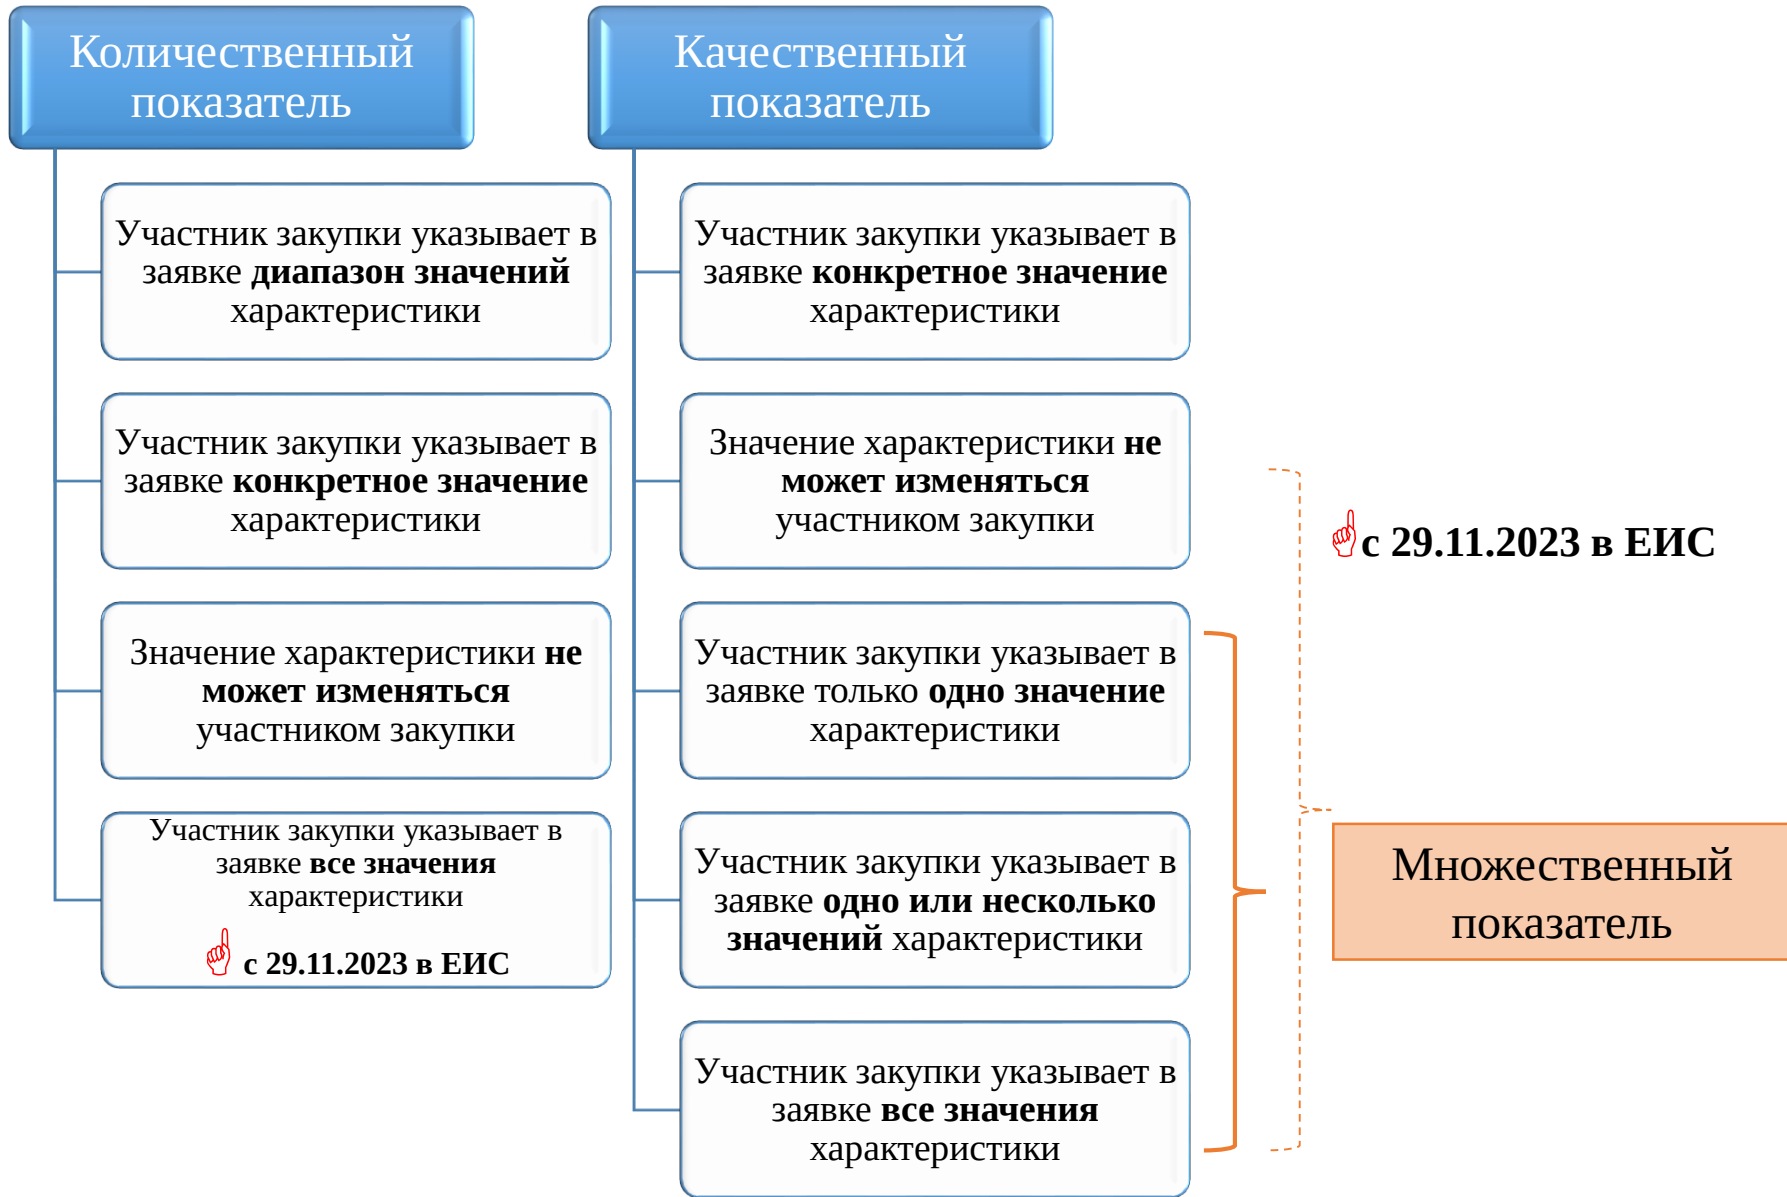 Количественный
показатель
Участник закупки указывает в
заявке диапазон значений
характеристики
Участник закупки указывает в
заявке конкретное значение
характеристики
Значение характеристики не
может изменяться
участником закупки
Участник закупки указывает в
заявке все значения
характеристики
с 29.11.2023 в ЕИС
Качественный
показатель
Участник закупки указывает в
заявке конкретное значение
характеристики
Значение характеристики не
может изменяться
участником закупки
Участник закупки указывает в
заявке только одно значение
характеристики
Участник закупки указывает в
заявке одно или несколько
значений характеристики
Участник закупки указывает в
заявке все значения
характеристики
с 29.11.2023 в ЕИС
Множественный
показатель